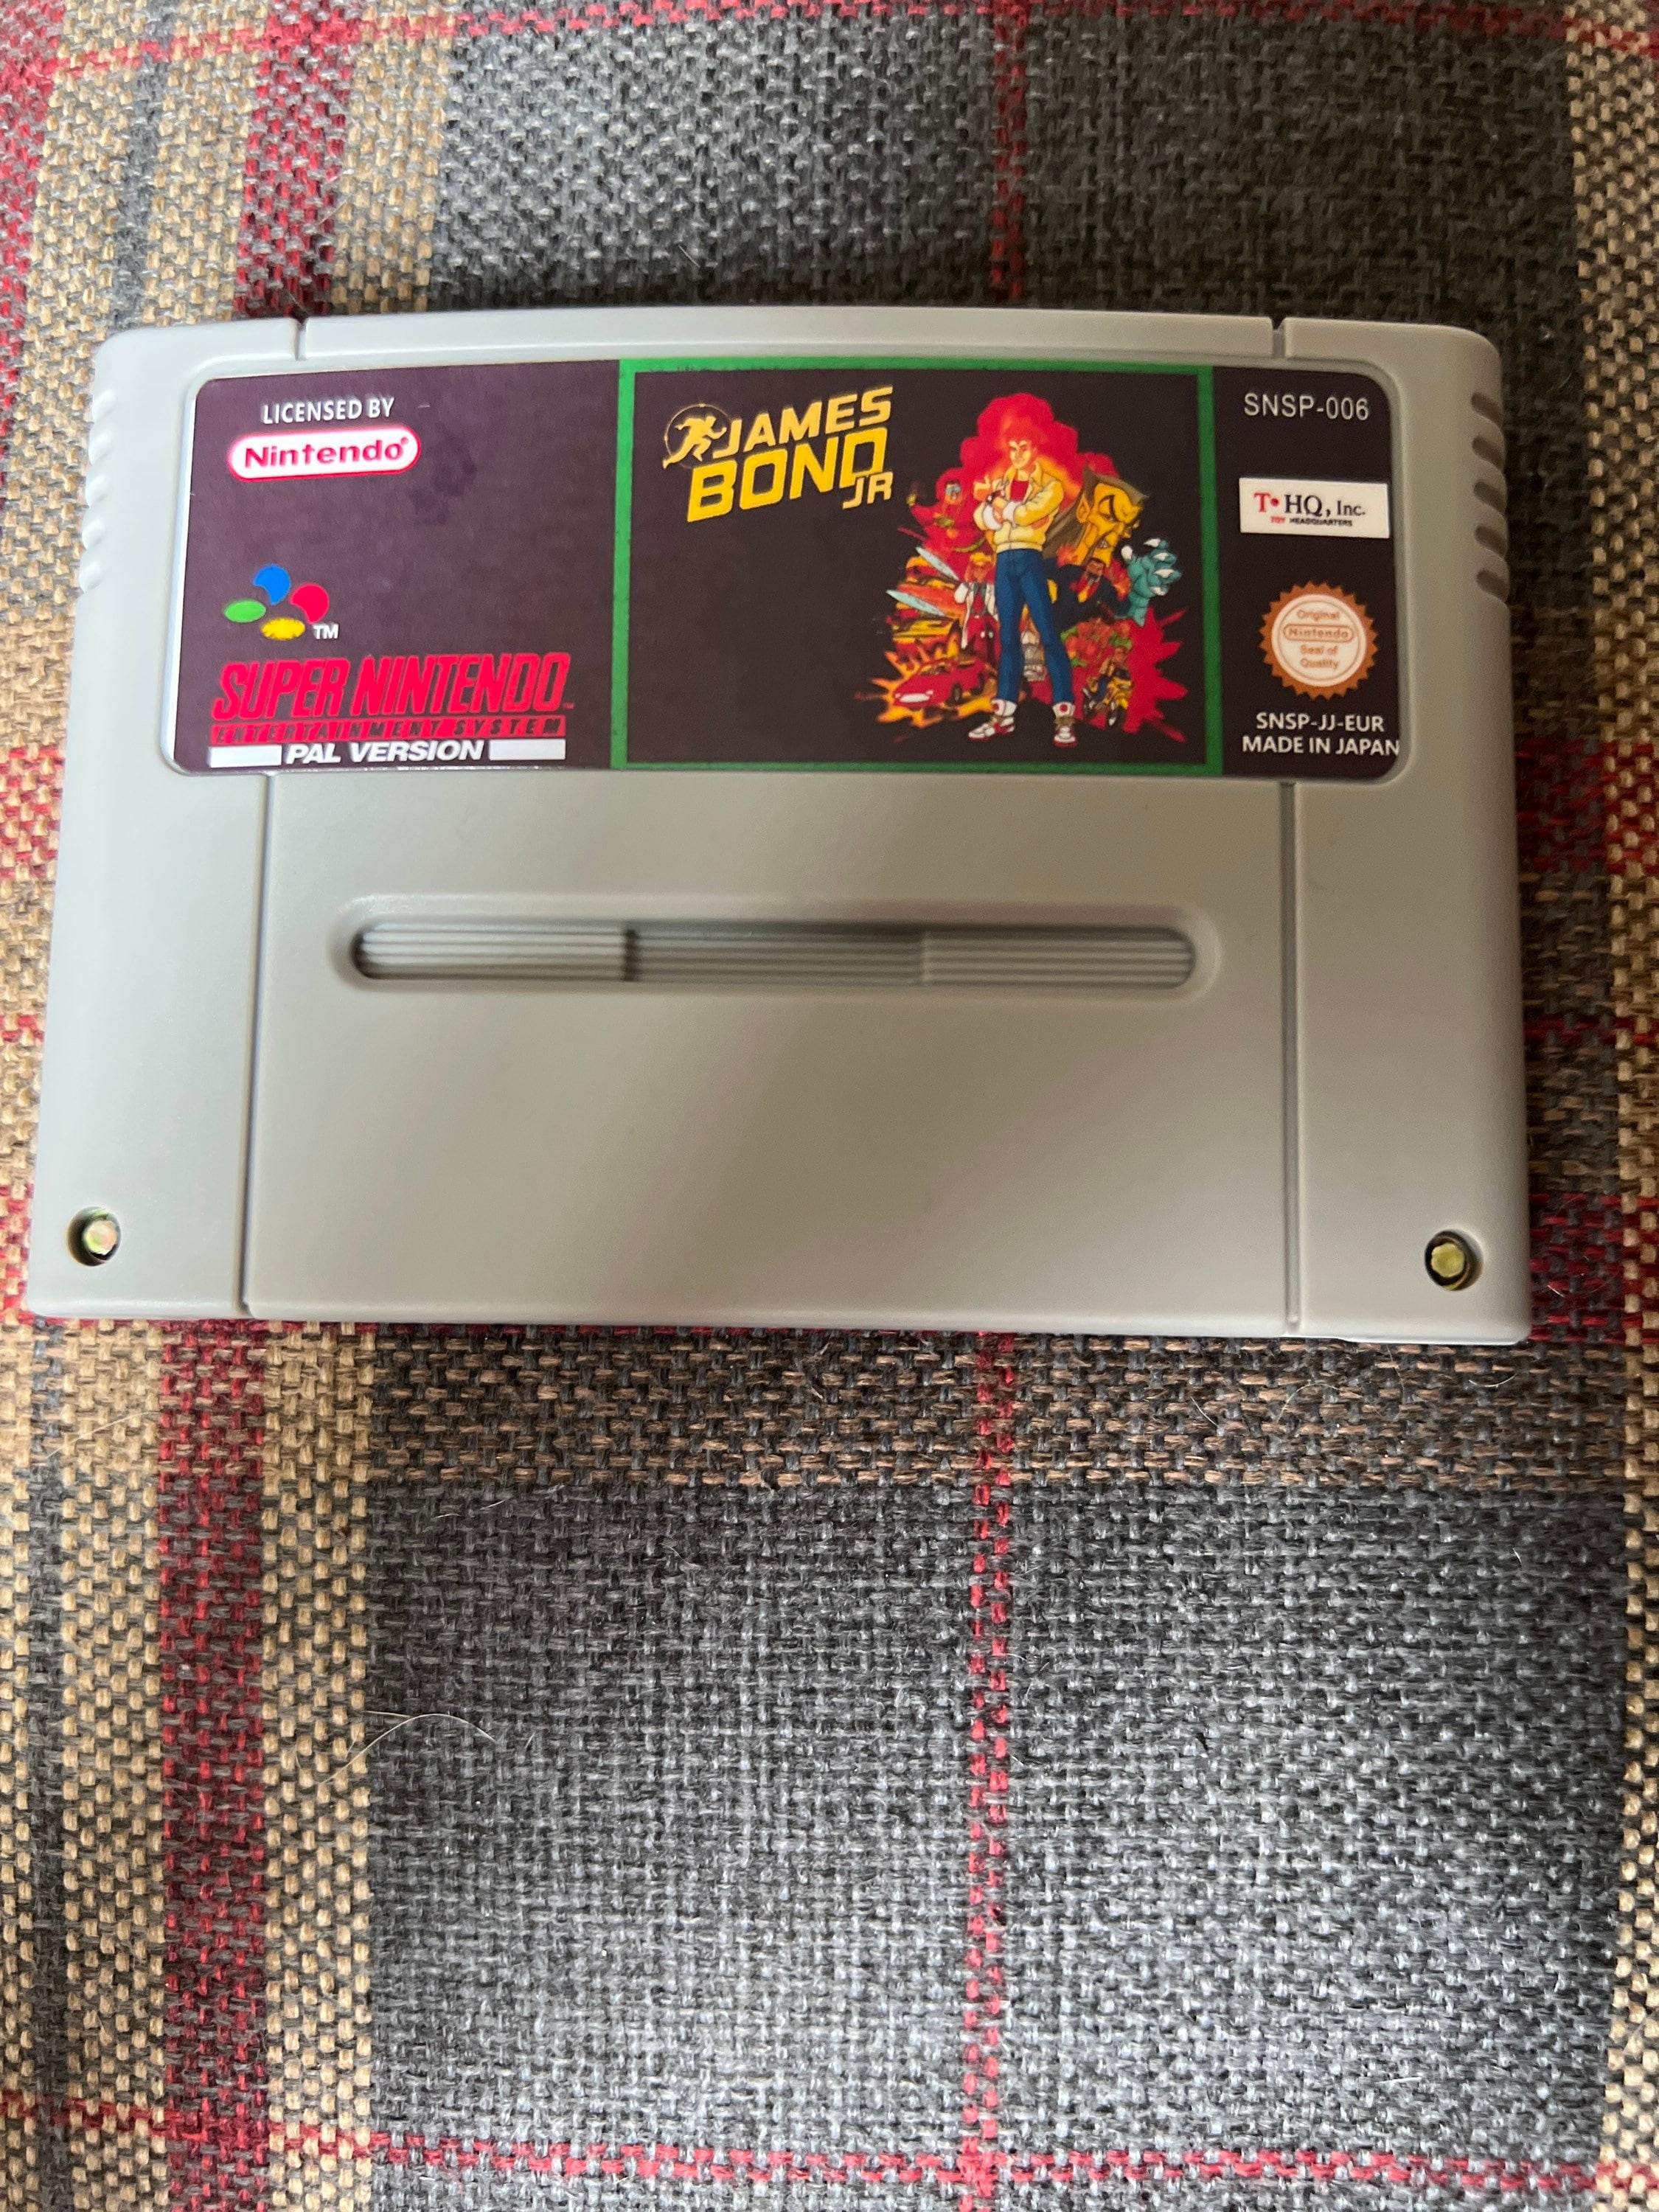 LICENSED BY
Nintendo®
TM
SUPER NINTENDO™
ENTERTAINMENT SYSTEM
PAL VERSION
JAMES
BOND
JR
SNSP-006
T•HQ, Inc.
TOY HEADQUARTERS
Original
Nintendo
Seal of
Quality
SNSP-JJ-EUR
MADE IN JAPAN